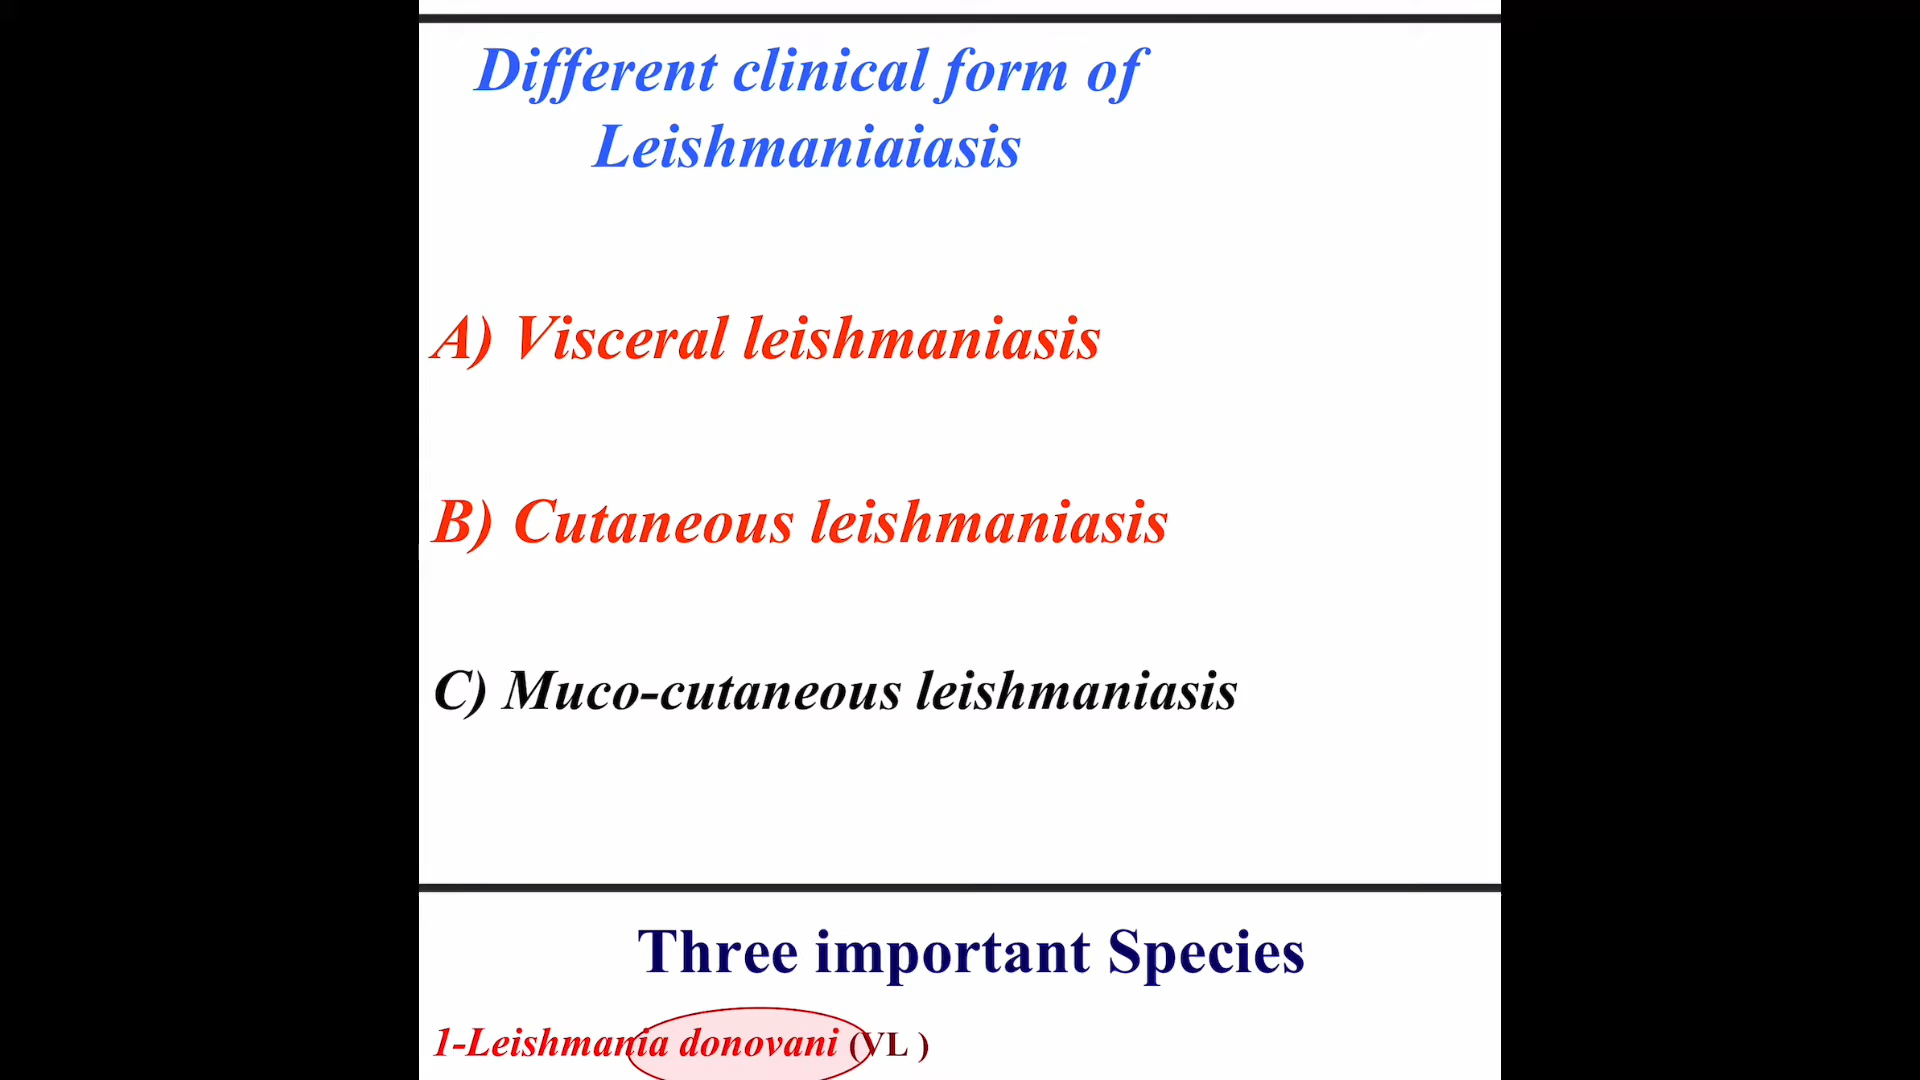 Different clinical form of
Leishmaniaiasis
A) Visceral leishmaniasis
B) Cutaneous leishmaniasis
C) Muco-cutaneous leishmaniasis
Three important Species
1-Leishmania donovani (VL )